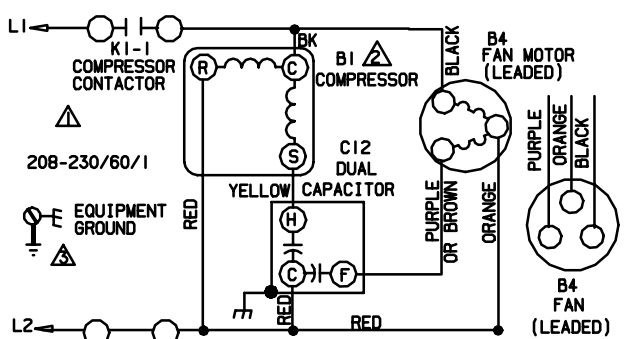 L1
K1-1
COMPRESSOR
CONTACTOR
BK
R
C
S
B1 2
COMPRESSOR
BLACK
B4
FAN MOTOR
(LEADED)
1
208-230/60/1
EQUIPMENT
GROUND
3
RED
YELLOW
C12
DUAL
CAPACITOR
H
C
F
RED
PURPLE
OR BROWN
ORANGE
PURPLE
ORANGE
BLACK
B4
FAN
(LEADED)
L2
RED